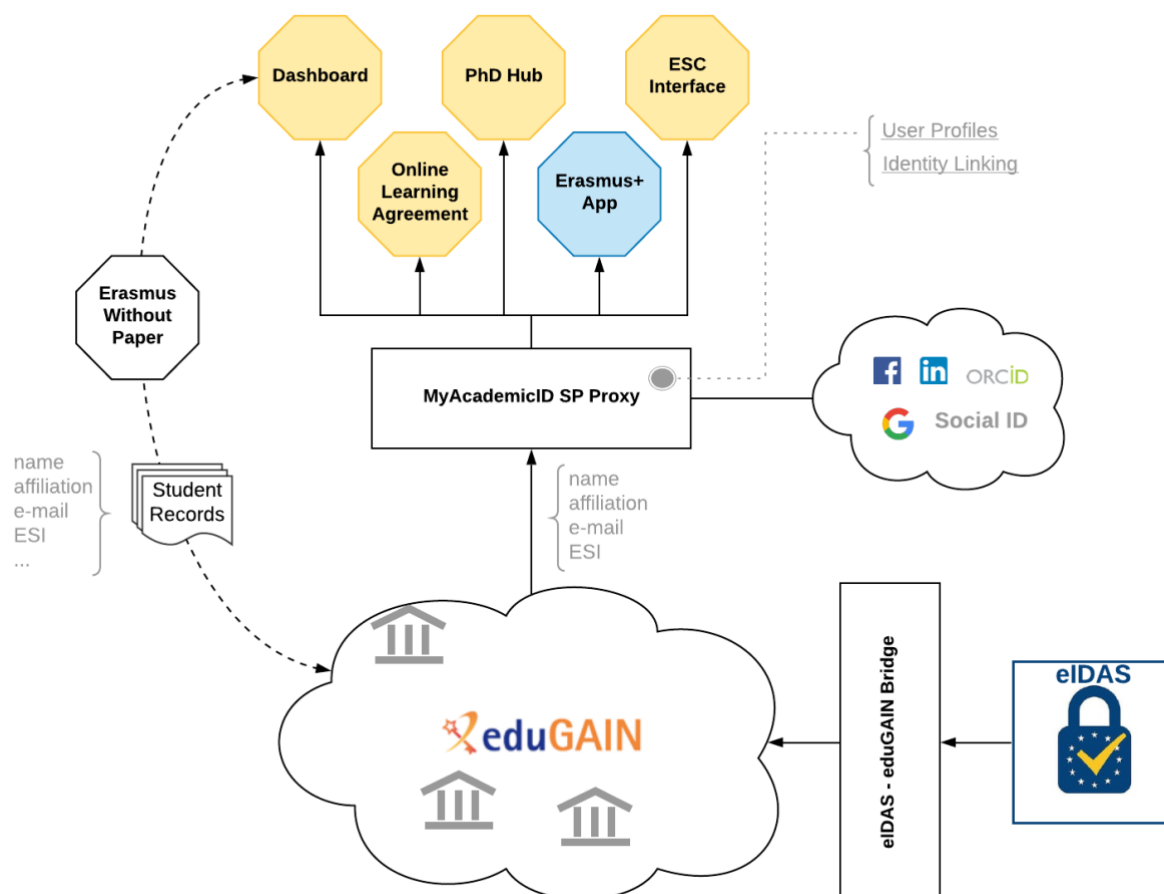 Dashboard
PhD Hub
ESC
Interface
User Profiles
Identity Linking
Online
Learning
Agreement
Erasmus+
App
Erasmus
Without
Paper
MyAcademicID SP Proxy
f
in
ORCiD
G
Social ID
name
affiliation
e-mail
ESI
...
Student
Records
name
affiliation
e-mail
ESI
eduGAIN
eIDAS - eduGAIN Bridge
eIDAS